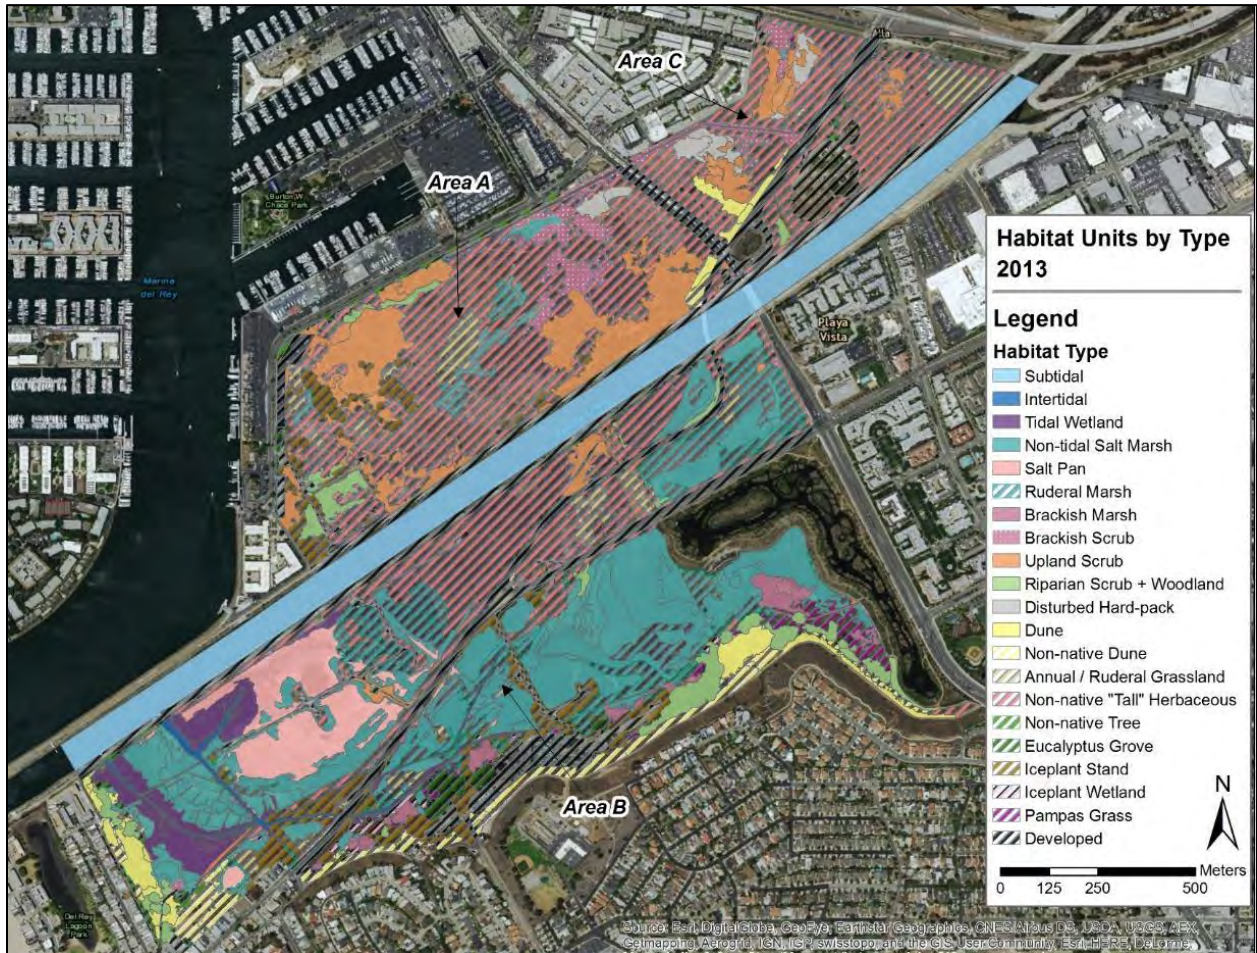 Alla
Area C
Area A
Burton W
Chace Park
Marina
del Rey
Playa
Vista
Area B
Del Rey
Lagoon
Park
Habitat Units by Type
2013
Legend
Habitat Type
Subtidal
Intertidal
Tidal Wetland
Non-tidal Salt Marsh
Salt Pan
Ruderal Marsh
Brackish Marsh
Brackish Scrub
Upland Scrub
Riparian Scrub + Woodland
Disturbed Hard-pack
Dune
Non-native Dune
Annual / Ruderal Grassland
Non-native "Tall" Herbaceous
Non-native Tree
Eucalyptus Grove
Iceplant Stand
Iceplant Wetland
Pampas Grass
Developed
N
Meters
0 125 250 500
Source: Esri, DigitalGlobe, GeoEye, Earthstar Geographics, CNES/Airbus DS, USDA, USGS, AEX,
Getmapping, Aerogrid, IGN, IGP, swisstopo, and the GIS User Community, Esri, HERE, DeLorme,